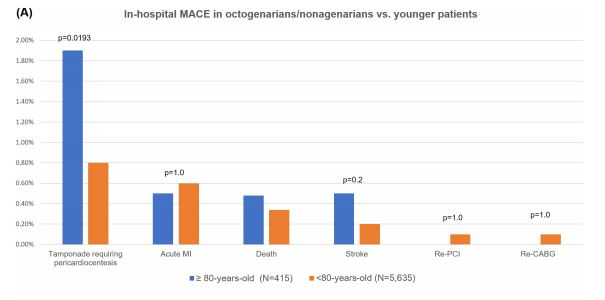 (A)
In-hospital MACE in octogenarians/nonagenarians vs. younger patients
2.00%
1.80%
1.60%
1.40%
1.20%
1.00%
0.80%
0.60%
0.40%
0.20%
0.00%
p=0.0193
p=1.0
p=0.2
p=1.0
p=1.0
Tamponade requiring
pericardiocentesis
Acute MI
Death
Stroke
Re-PCI
Re-CABG
≥ 80-years-old (N=415)
<80-years-old (N=5,635)